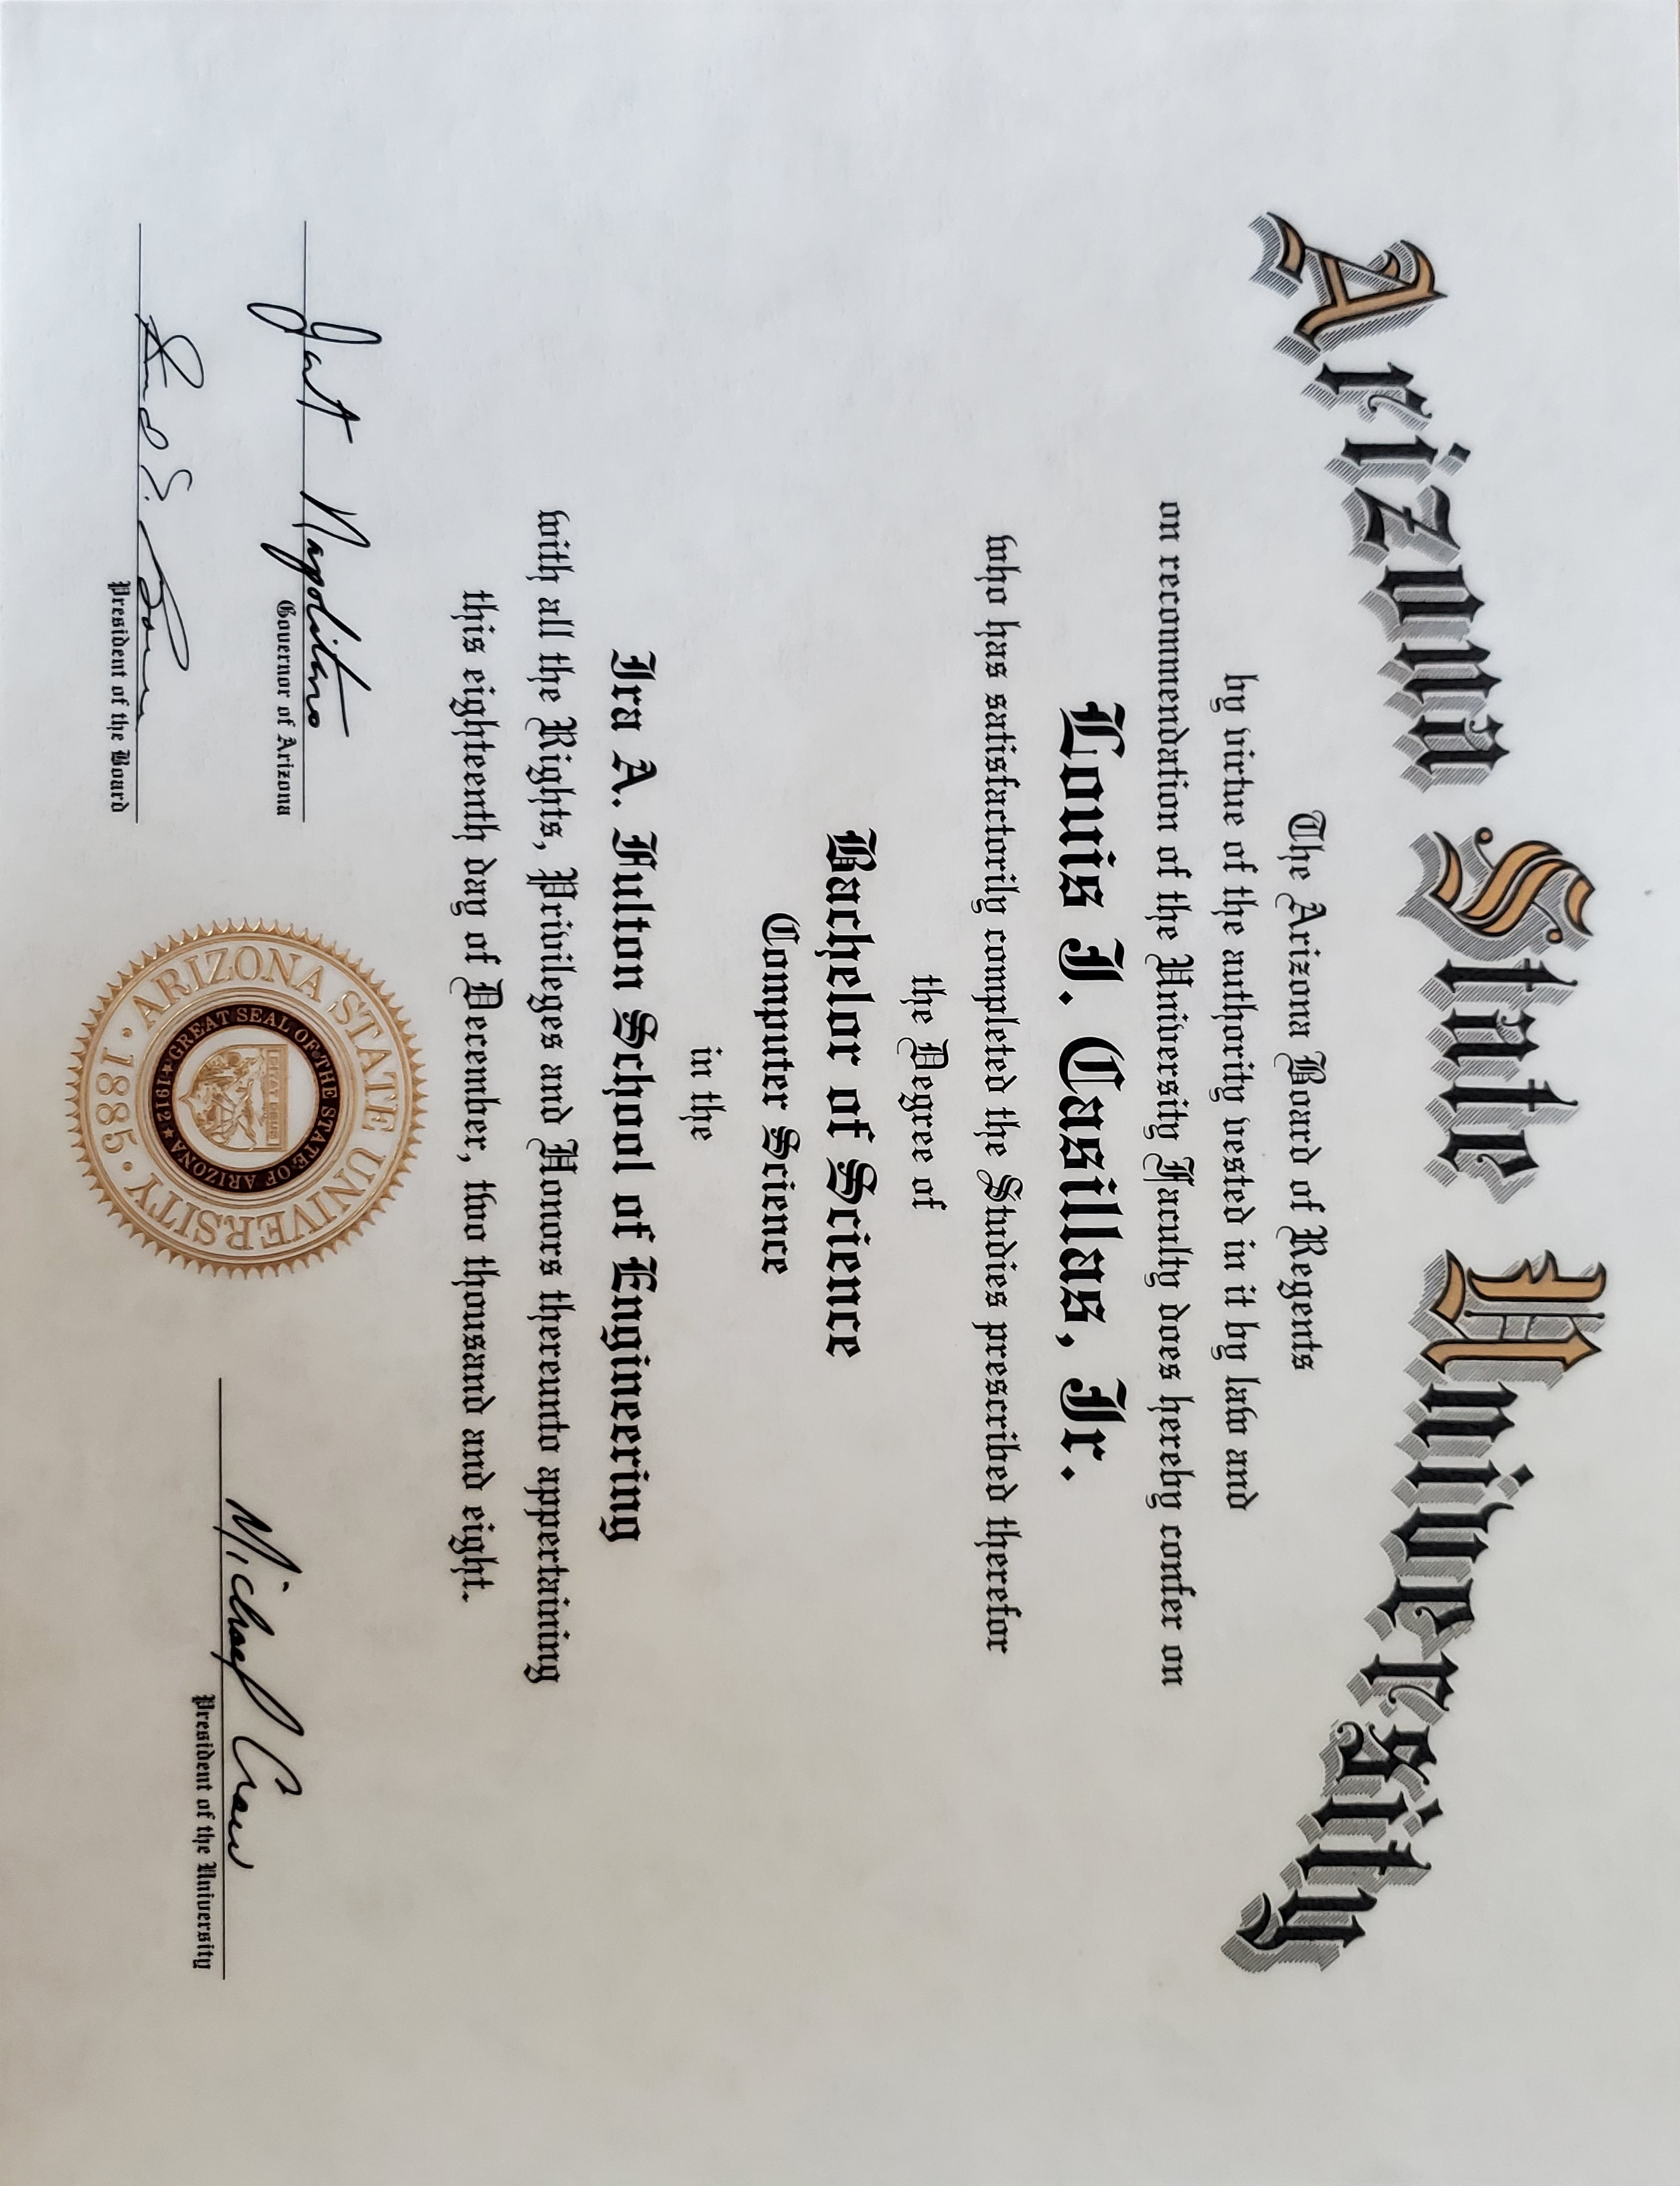 Arizona State University
The Arizona Board of Regents
by virtue of the authority vested in it by law and
on recommendation of the University Faculty does hereby confer on
Louis J. Casillas, Jr.
who has satisfactorily completed the Studies prescribed therefor
the Degree of
Bachelor of Science
Computer Science
in the
Ira A. Fulton School of Engineering
with all the Rights, Privileges and Honors thereunto appertaining
this eighteenth day of December, two thousand and eight.
Janet Napolitano
Governor of Arizona
President of the Board
ARIZONA STATE UNIVERSITY
GREAT SEAL OF THE STATE OF ARIZONA
DITAT DEUS
★ 1912 ★
· 1885 ·
Michael Crow
President of the University